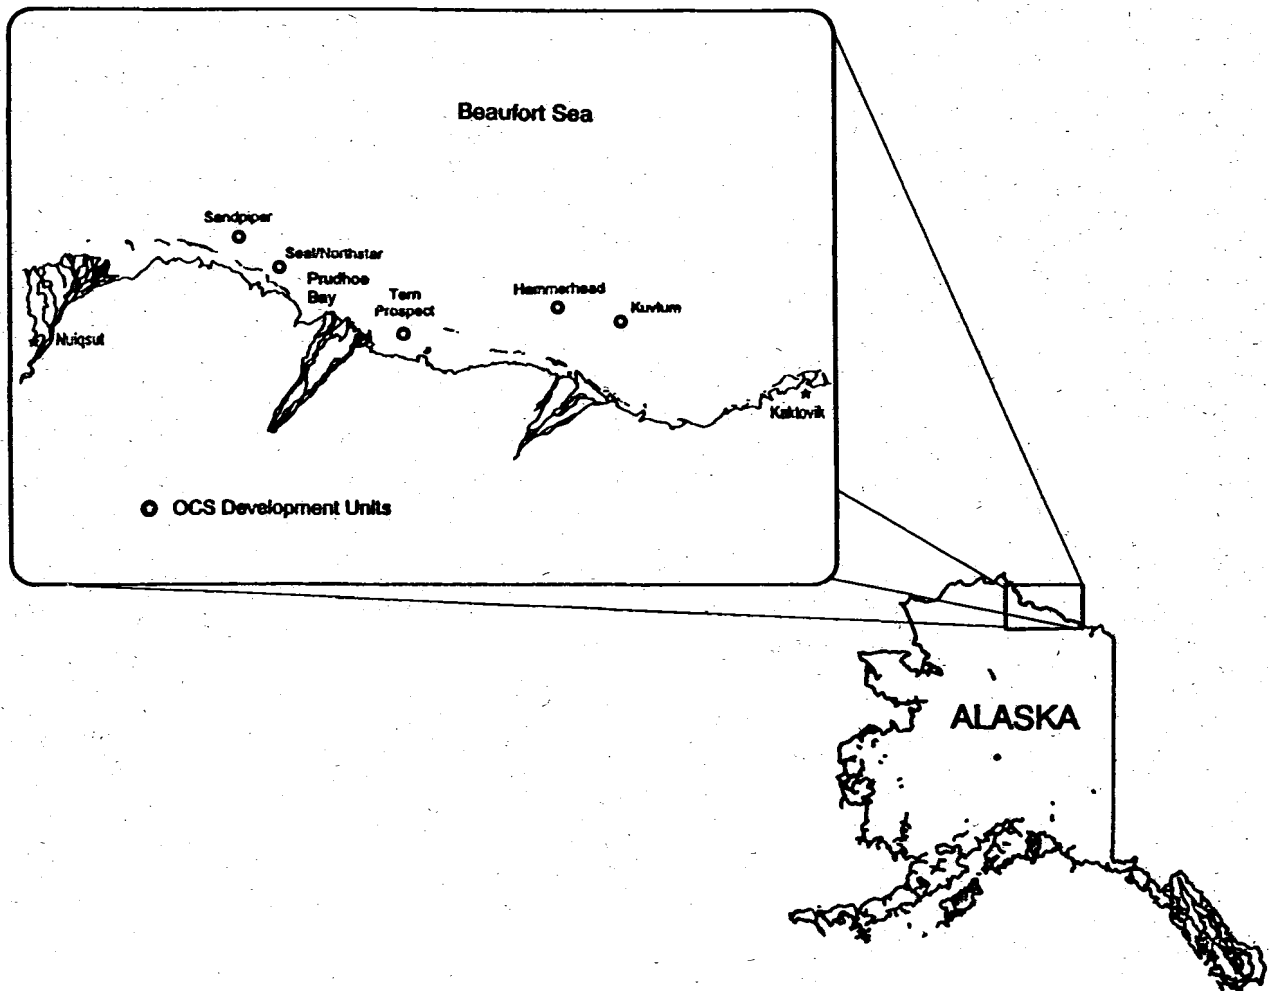 Beaufort Sea
Sandpiper
Seal/Northstar
Prudhoe
Bay
Tern
Prospect
Hammerhead
Kuvlum
Nuiqsut
Kaktovik
OCS Development Units
ALASKA